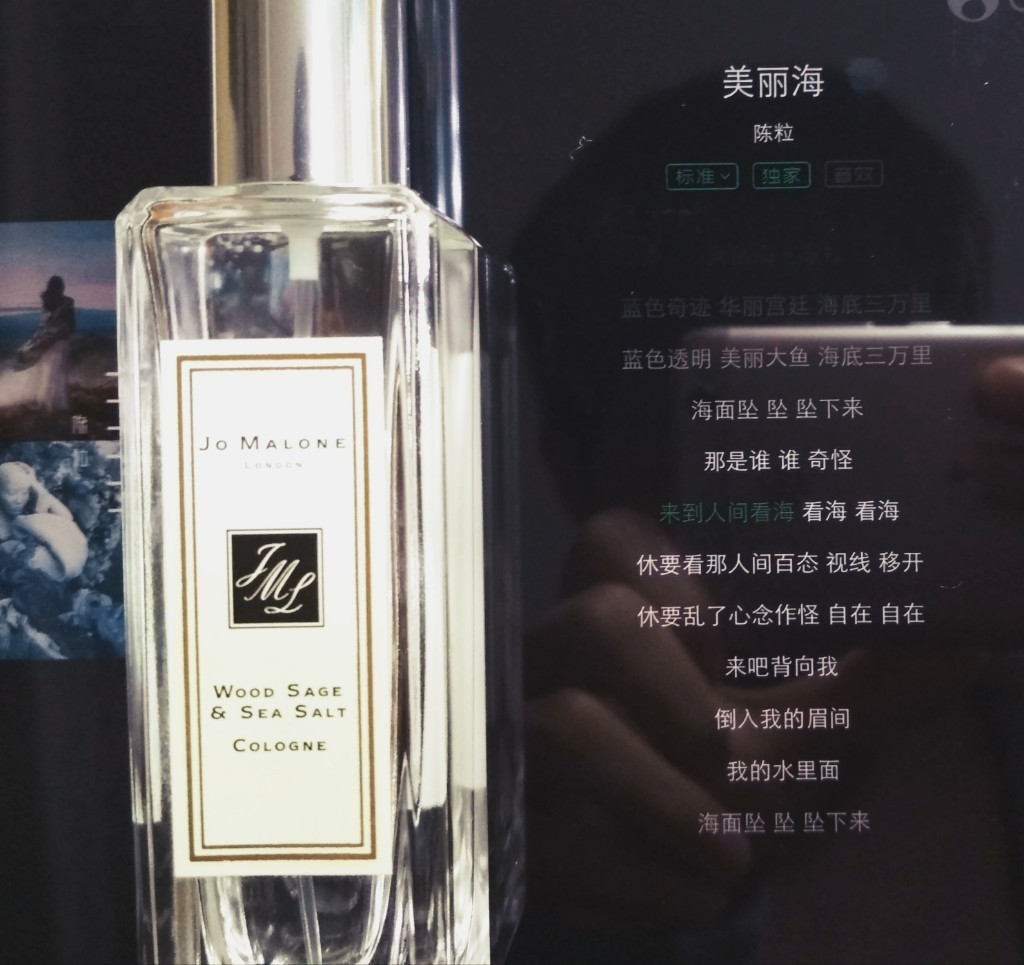 JO MALONE
LONDON
JML
WOOD SAGE
& SEA SALT
COLOGNE
美丽海
陈粒
标准 独家 音效
蓝色奇迹 华丽宫廷 海底三万里
蓝色透明 美丽大鱼 海底三万里
海面坠 坠 坠下来
那是谁 谁 奇怪
来到人间看海 看海 看海
休要看那人间百态 视线 移开
休要乱了心念作怪 自在 自在
来吧背向我
倒入我的眉间
我的水里面
海面坠 坠 坠下来